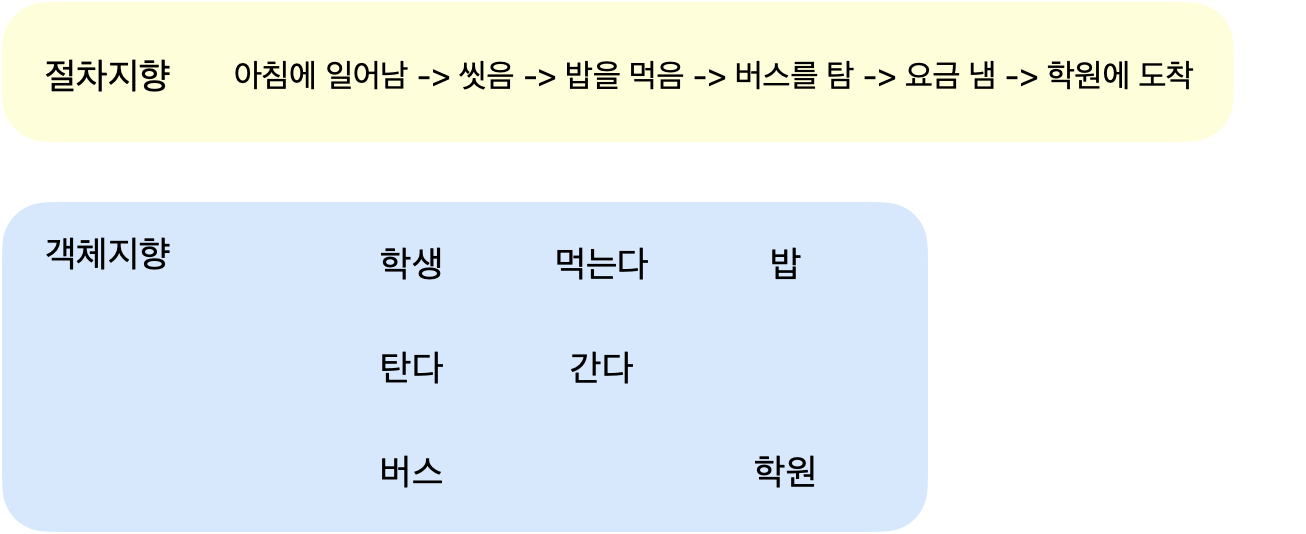 절차지향 아침에 일어남 -> 씻음 -> 밥을 먹음 -> 버스를 탐 -> 요금 냄 -> 학원에 도착
객체지향 학생 먹는다 밥
탄다 간다
버스 학원